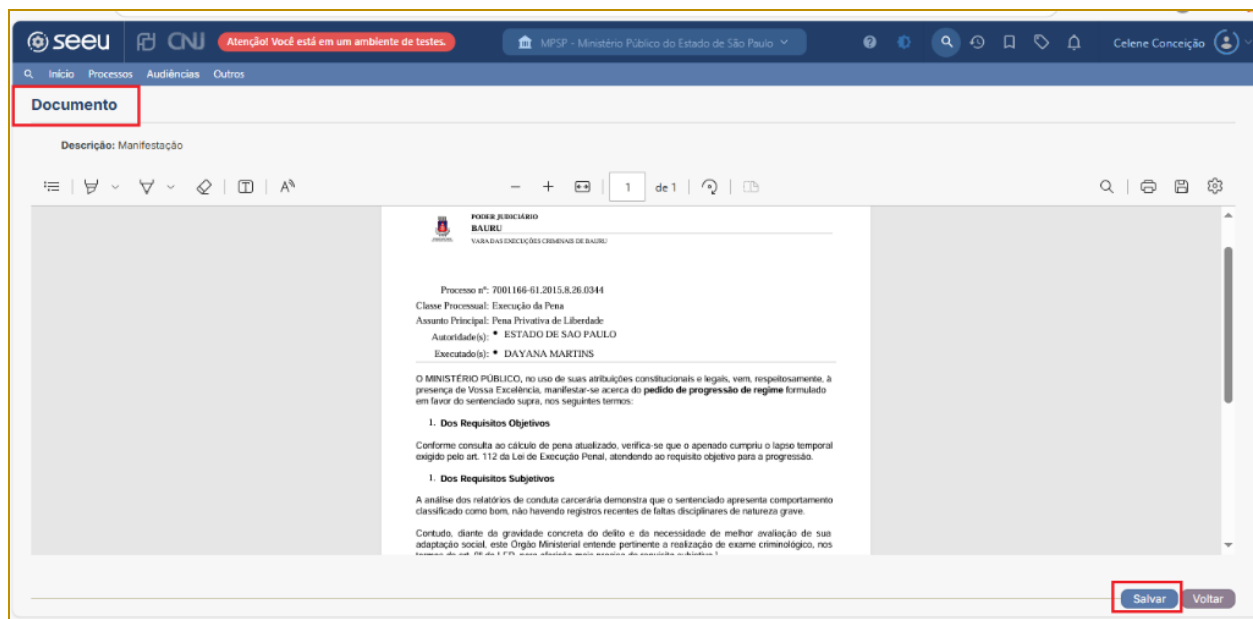 seeu CNJ Atenção! Você está em um ambiente de testes. MPSP - Ministério Público do Estado de São Paulo Celene Conceição
Início Processos Audiências Outros
Documento
Descrição: Manifestação
1 de 1
PODER JUDICIÁRIO
BAURU
VARA DAS EXECUÇÕES CRIMINAIS DE BAURU
Processo nº: 7001166-61.2015.8.26.0344
Classe Processual: Execução da Pena
Assunto Principal: Pena Privativa de Liberdade
Autoridade(s): • ESTADO DE SAO PAULO
Executado(s): • DAYANA MARTINS
O MINISTÉRIO PÚBLICO, no uso de suas atribuições constitucionais e legais, vem, respeitosamente, à
presença de Vossa Excelência, manifestar-se acerca do pedido de progressão de regime formulado
em favor do sentenciado supra, nos seguintes termos:
1. Dos Requisitos Objetivos
Conforme consulta ao cálculo de pena atualizado, verifica-se que o apenado cumpriu o lapso temporal
exigido pelo art. 112 da Lei de Execução Penal, atendendo ao requisito objetivo para a progressão.
1. Dos Requisitos Subjetivos
A análise dos relatórios de conduta carcerária demonstra que o sentenciado apresenta comportamento
classificado como bom, não havendo registros recentes de faltas disciplinares de natureza grave.
Contudo, diante da gravidade concreta do delito e da necessidade de melhor avaliação de sua
adaptação social, este Órgão Ministerial entende pertinente a realização de exame criminológico, nos
Salvar Voltar